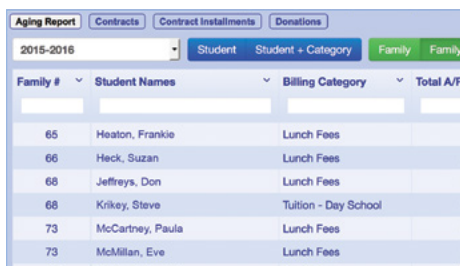 Aging Report Contracts Contract Installments Donations
2015-2016 Student Student + Category Family Family
Family # Student Names Billing Category Total A/R
65 Heaton, Frankie Lunch Fees
66 Heck, Suzan Lunch Fees
68 Jeffreys, Don Lunch Fees
68 Krikey, Steve Tuition - Day School
73 McCartney, Paula Lunch Fees
73 McMillan, Eve Lunch Fees